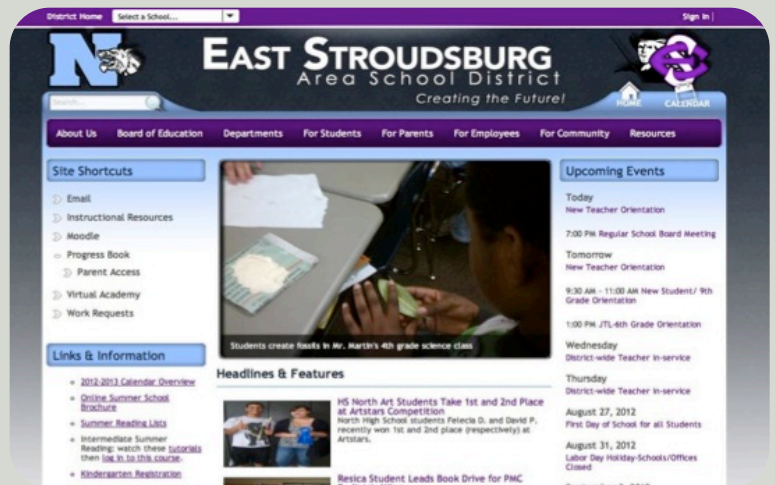 District Home
Select a School...
Sign In |
N
EAST STROUDSBURG
Area School District
Creating the Future!
Search...
HOME
CALENDAR
About Us
Board of Education
Departments
For Students
For Parents
For Employees
For Community
Resources
Site Shortcuts
Email
Instructional Resources
Moodle
Progress Book
Parent Access
Virtual Academy
Work Requests
Links & Information
2012-2013 Calendar Overview
Online Summer School
Brochure
Summer Reading Lists
Intermediate Summer
Reading: watch these tutorials
then log in to this course.
Kindergarten Registration
Students create fossils in Mr. Martin's 4th grade science class
Headlines & Features
HS North Art Students Take 1st and 2nd Place
at Artstars Competition
North High School students Felecia D. and David P.
recently won 1st and 2nd place (respectively) at
Artstars.
Resica Student Leads Book Drive for PMC
Upcoming Events
Today
New Teacher Orientation
7:00 PM Regular School Board Meeting
Tomorrow
New Teacher Orientation
9:30 AM - 11:00 AM New Student/ 9th
Grade Orientation
1:00 PM JTL-6th Grade Orientation
Wednesday
District-wide Teacher In-service
Thursday
District-wide Teacher In-service
August 27, 2012
First Day of School for all Students
August 31, 2012
Labor Day Holiday-Schools/Offices
Closed